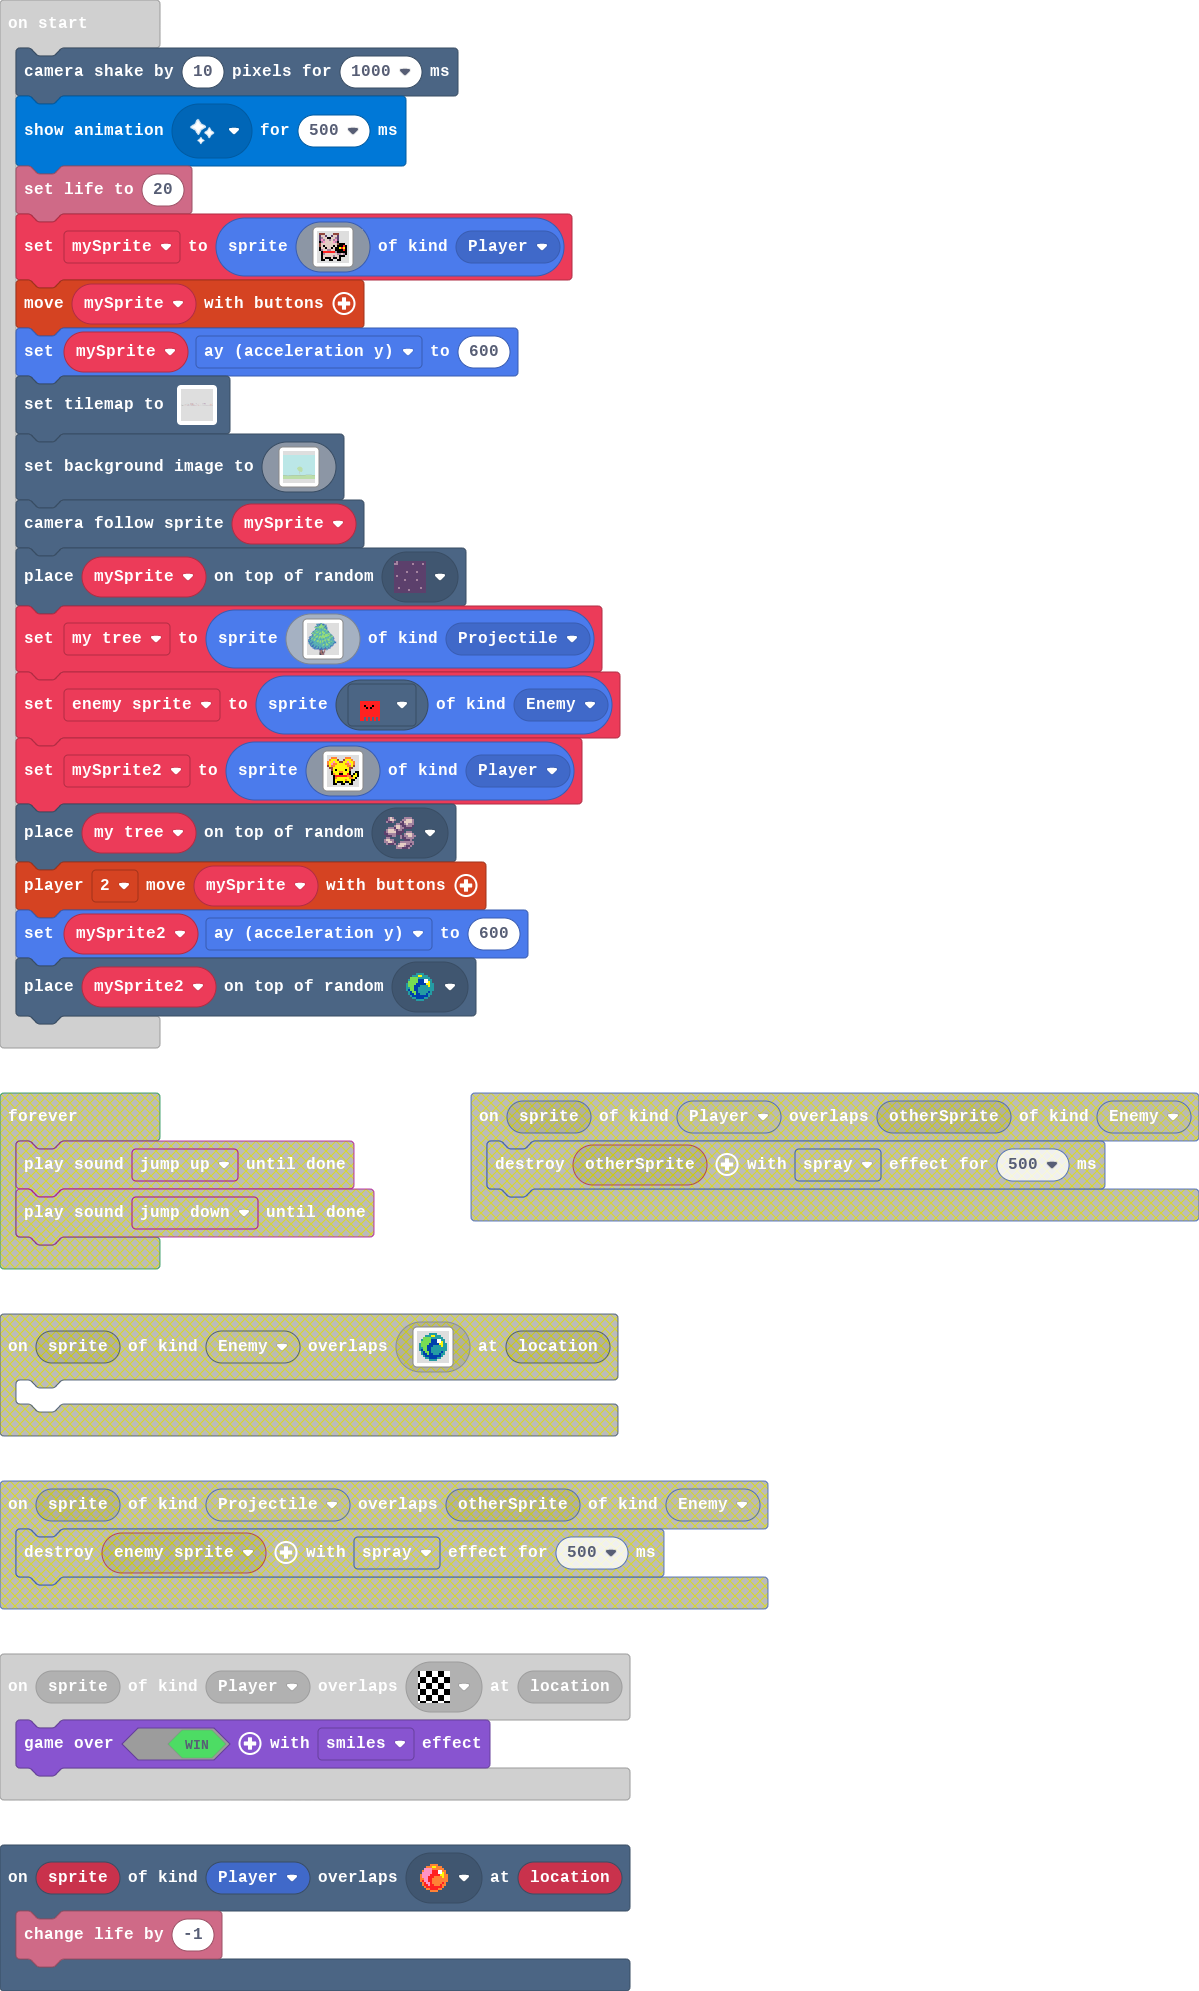 on start
camera shake by 10 pixels for 1000 ms
show animation for 500 ms
set life to 20
set mySprite to sprite of kind Player
move mySprite with buttons
set mySprite ay (acceleration y) to 600
set tilemap to
set background image to
camera follow sprite mySprite
place mySprite on top of random
set my tree to sprite of kind Projectile
set enemy sprite to sprite of kind Enemy
set mySprite2 to sprite of kind Player
place my tree on top of random
player 2 move mySprite with buttons
set mySprite2 ay (acceleration y) to 600
place mySprite2 on top of random
forever
play sound jump up until done
play sound jump down until done
on sprite of kind Player overlaps otherSprite of kind Enemy
destroy otherSprite with spray effect for 500 ms
on sprite of kind Enemy overlaps at location
on sprite of kind Projectile overlaps otherSprite of kind Enemy
destroy enemy sprite with spray effect for 500 ms
on sprite of kind Player overlaps at location
game over WIN with smiles effect
on sprite of kind Player overlaps at location
change life by -1